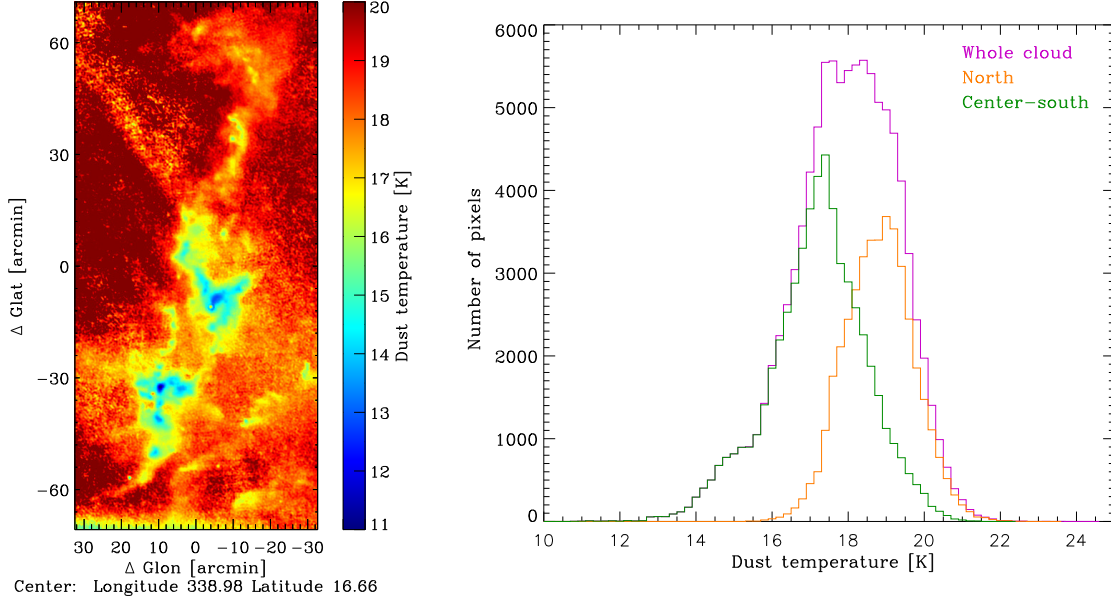 60
30
0
−30
−60
Δ Glat [arcmin]
30 20 10 0 −10 −20 −30
Δ Glon [arcmin]
Center: Longitude 338.98 Latitude 16.66
20
19
18
17
16
15
14
13
12
11
Dust temperature [K]
6000
5000
4000
3000
2000
1000
0
Number of pixels
Whole cloud
North
Center−south
10 12 14 16 18 20 22 24
Dust temperature [K]